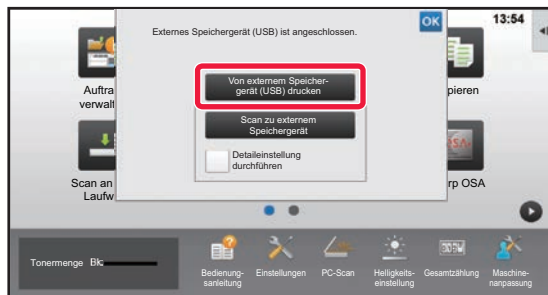 13:54
Externes Speichergerät (USB) ist angeschlossen.
OK
Von externem Speicher-
gerät (USB) drucken
Scan zu externem
Speichergerät
Detaileinstellung
durchführen
Auftra
verwalt
pieren
Scan an
Laufw
rp OSA
Tonermenge Bk:
Bedienung-
sanleitung
Einstellungen
PC-Scan
Helligkeits-
einstellung
Gesamtzählung
Maschine-
nanpassung